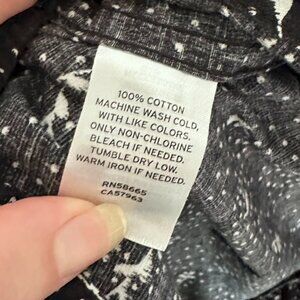 100% COTTON
MACHINE WASH COLD,
WITH LIKE COLORS.
ONLY NON-CHLORINE
BLEACH IF NEEDED.
TUMBLE DRY LOW.
WARM IRON IF NEEDED.
RN58665
CA57963